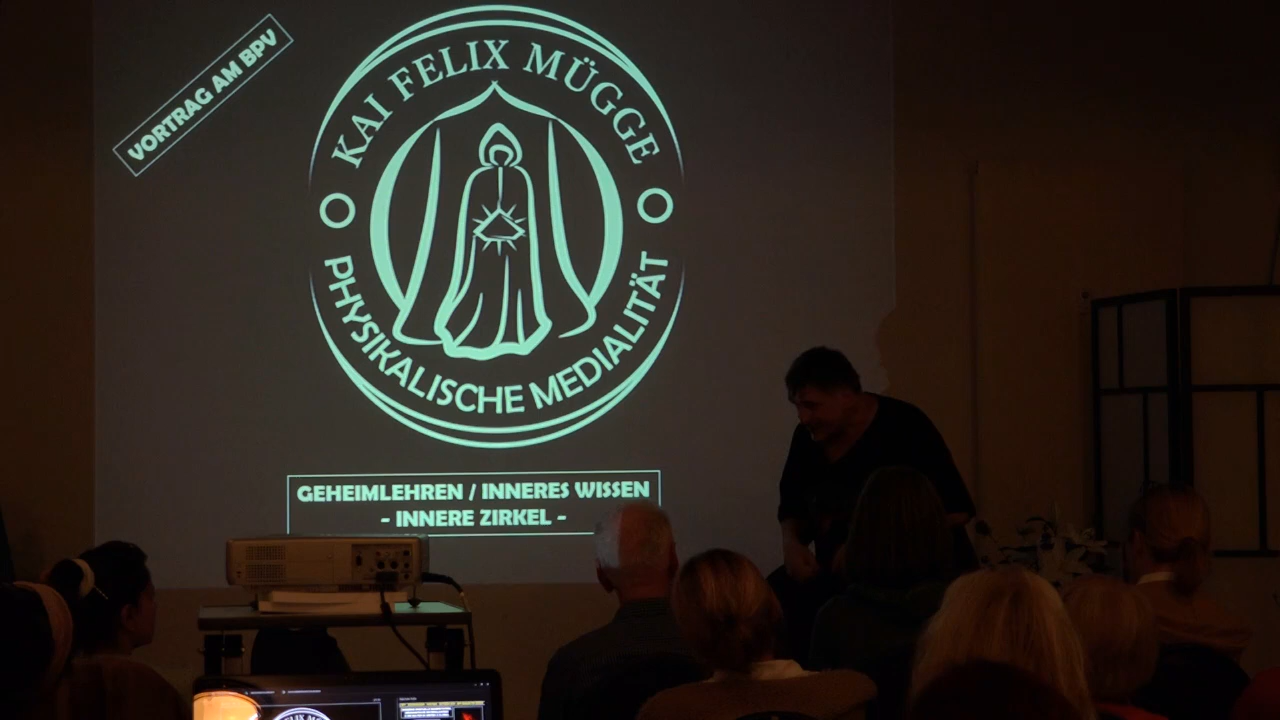 VORTRAG AM BPV
KAI FELIX MÜGGE
PHYSIKALISCHE MEDIALITÄT
GEHEIMLEHREN / INNERES WISSEN
- INNERE ZIRKEL -